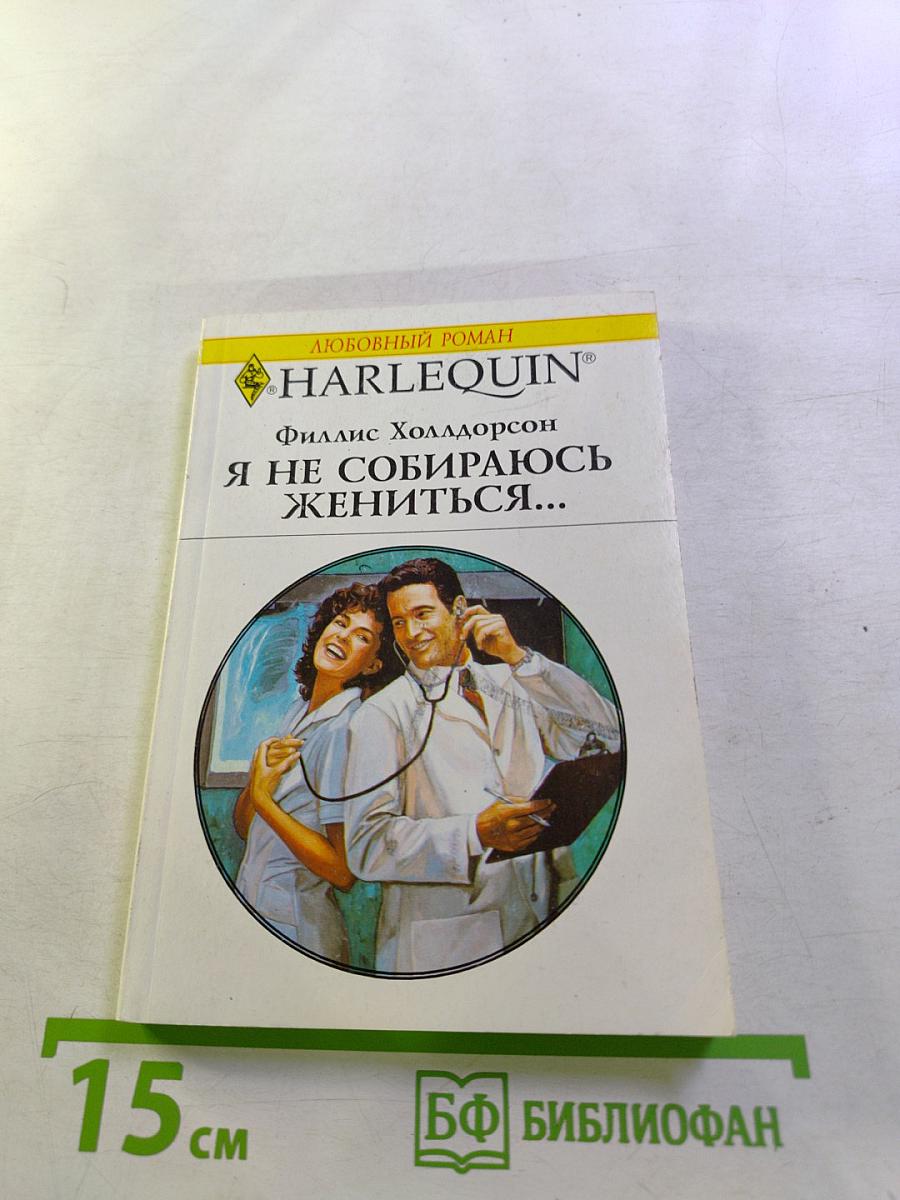 ЛЮБОВНЫЙ РОМАН
® HARLEQUIN®
Филлис Холлдорсон
Я НЕ СОБИРАЮСЬ
ЖЕНИТЬСЯ...
15 см
БФ БИБЛИОФАН